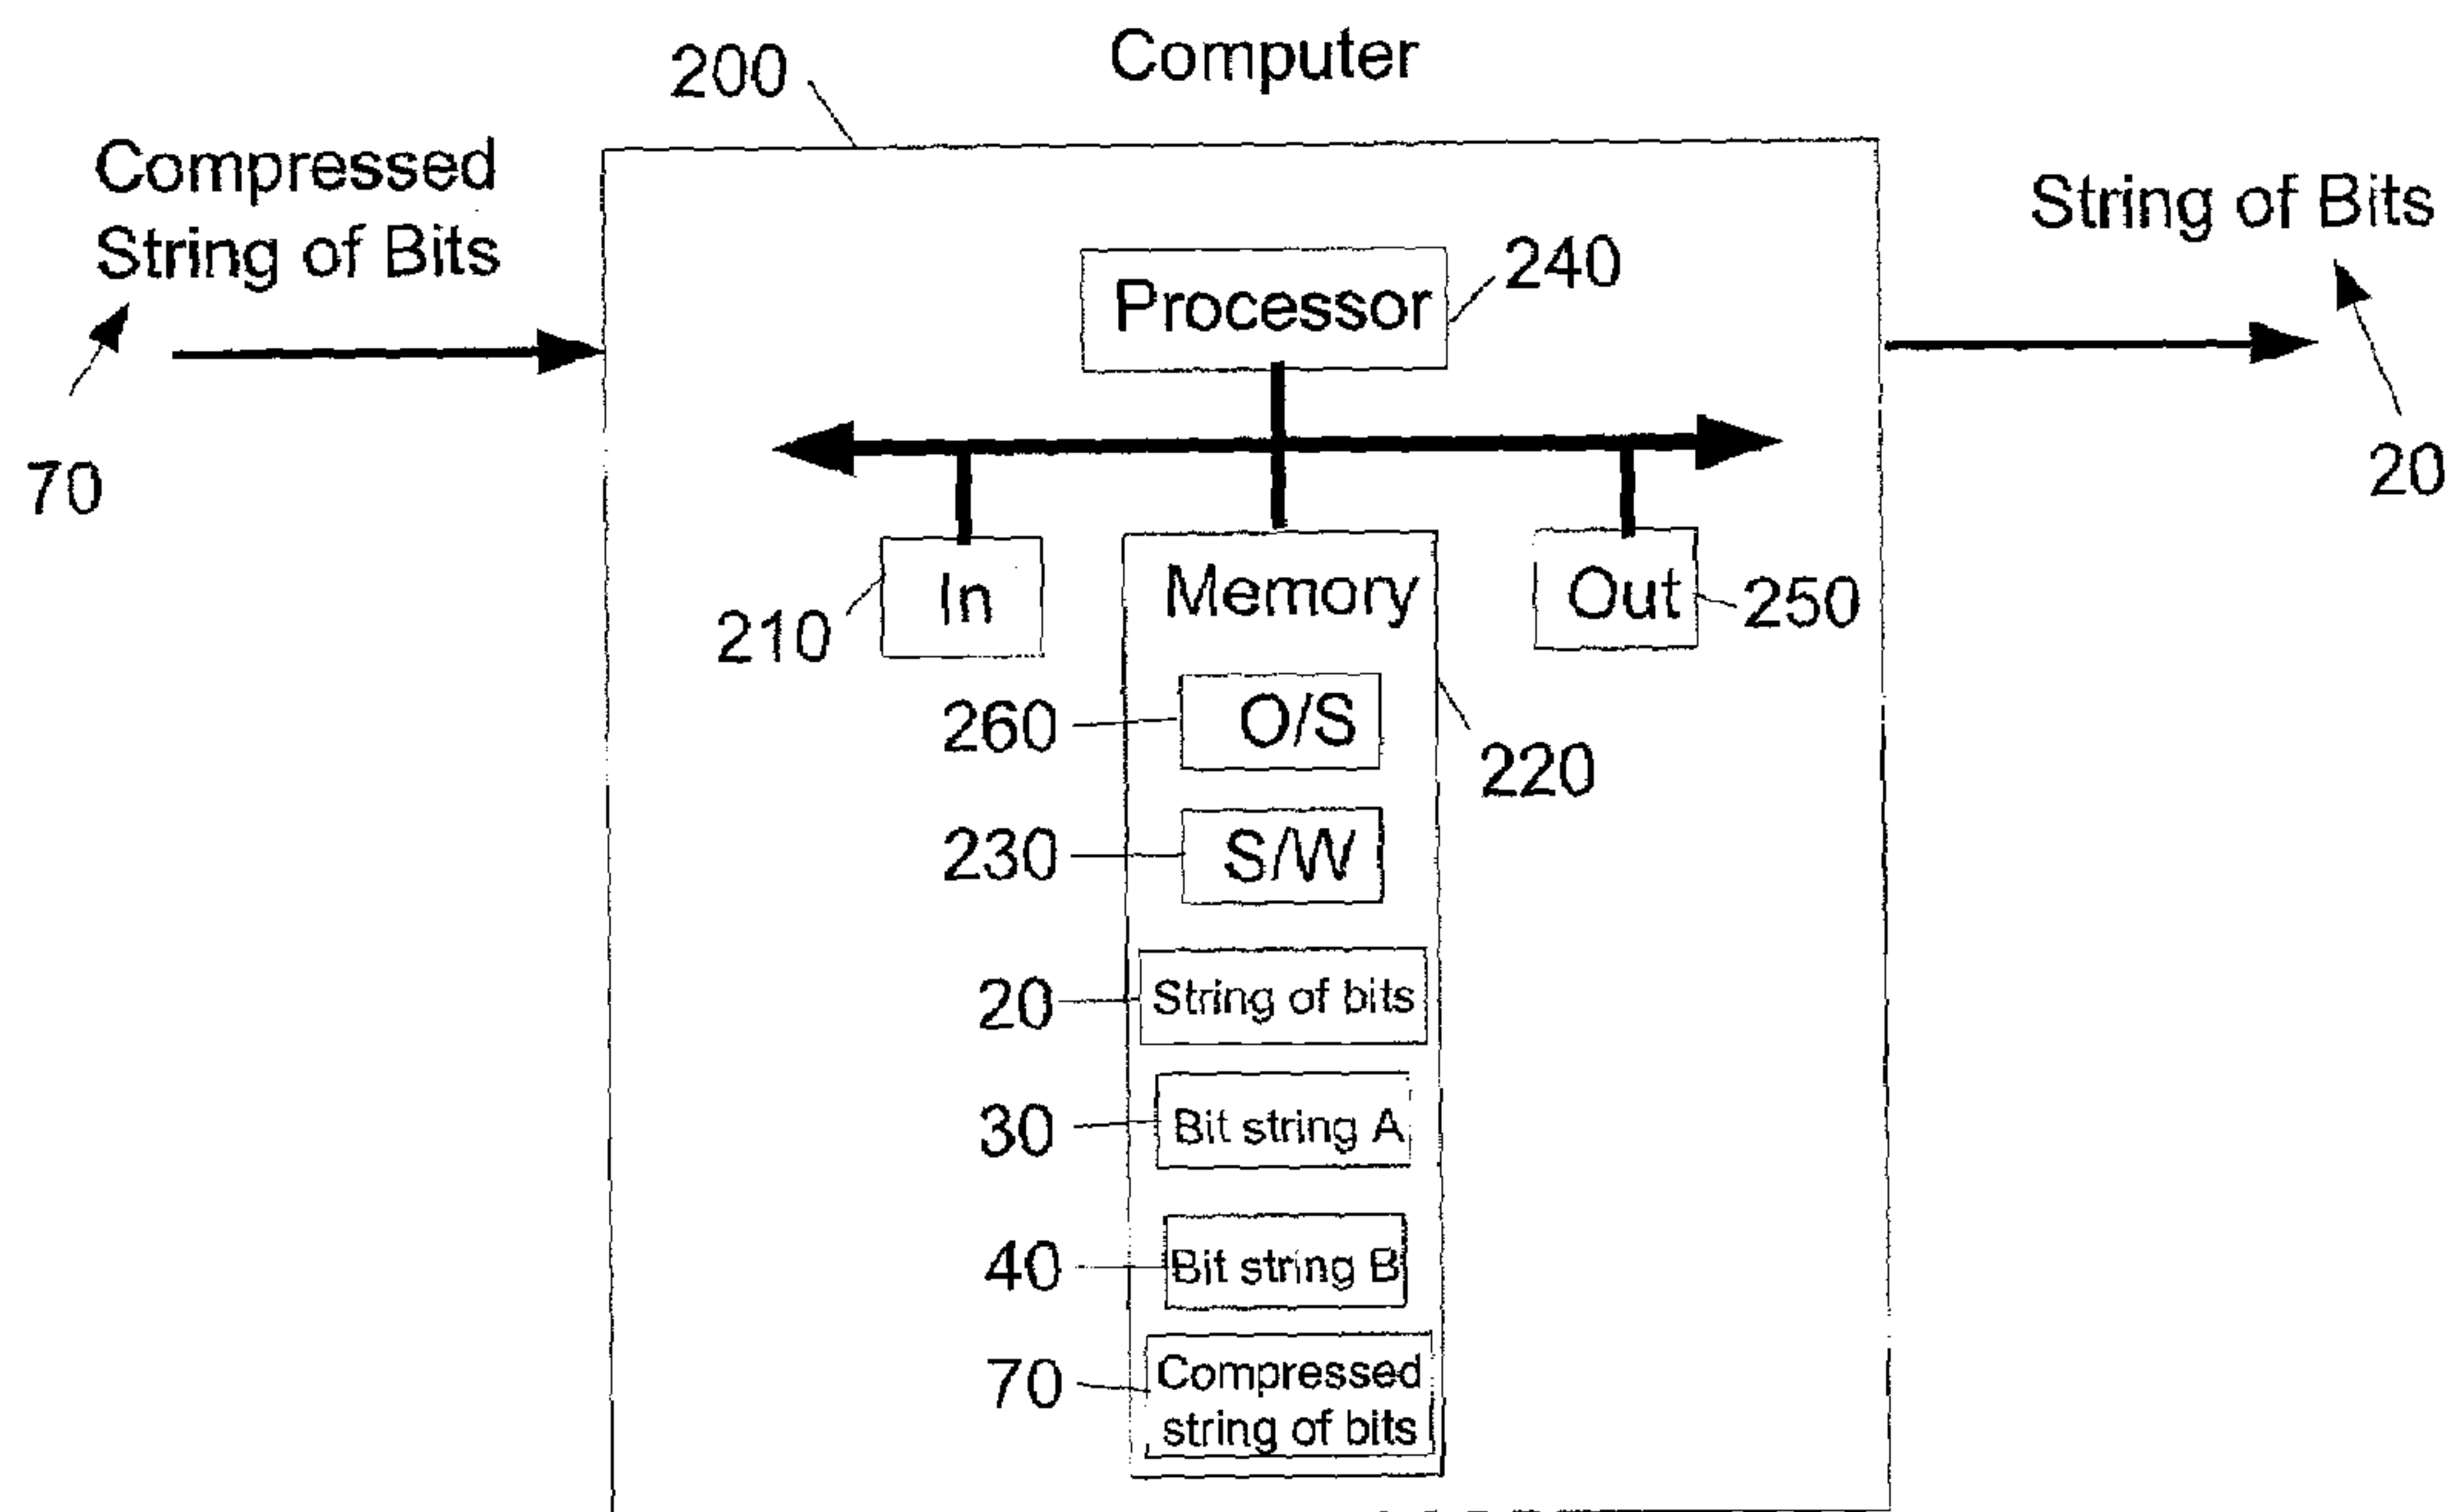 Computer
200
Compressed
String of Bits
70
String of Bits
20
Processor
240
In
210
Memory
220
Out
250
260
O/S
230
S/W
20
String of bits
30
Bit string A
40
Bit string B
70
Compressed
string of bits